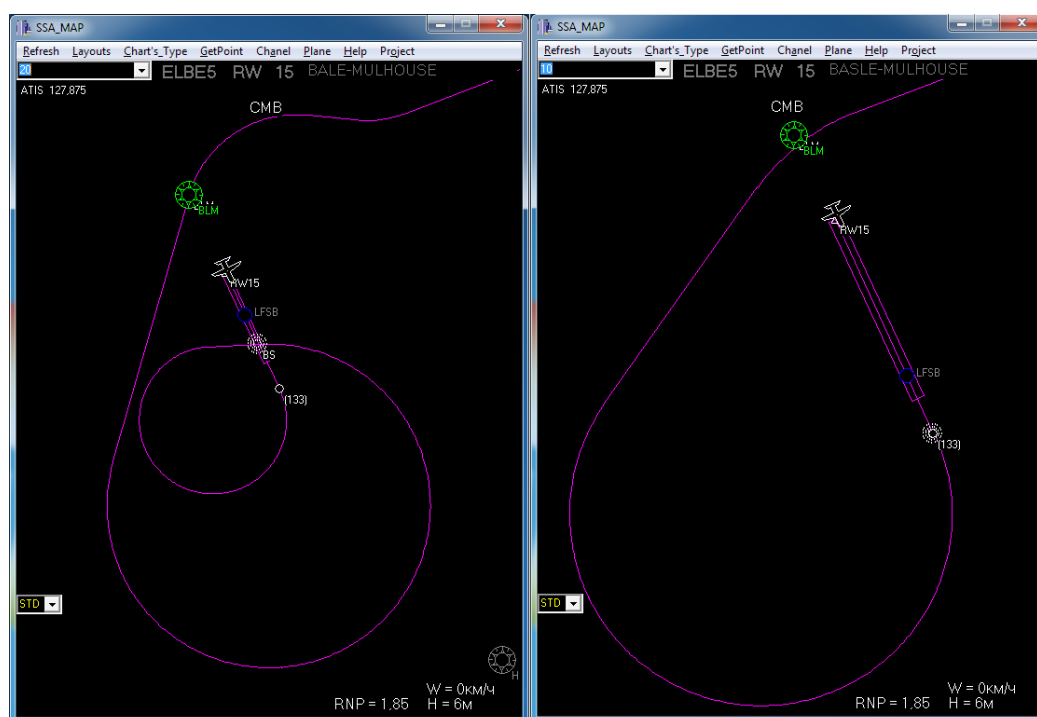 SSA_MAP
Refresh Layouts Chart's_Type GetPoint Chanel Plane Help Project
20
ELBE5 RW 15 BALE-MULHOUSE
ATIS 127,875
CMB
BLM
RW15
LFSB
BS
(133)
STD
H
W = 0км/ч
RNP = 1,85 H = 6м
SSA_MAP
Refresh Layouts Chart's_Type GetPoint Chanel Plane Help Project
10
ELBE5 RW 15 BASLE-MULHOUSE
ATIS 127,875
CMB
BLM
RW15
LFSB
(133)
STD
W = 0км/ч
RNP = 1,85 H = 6м